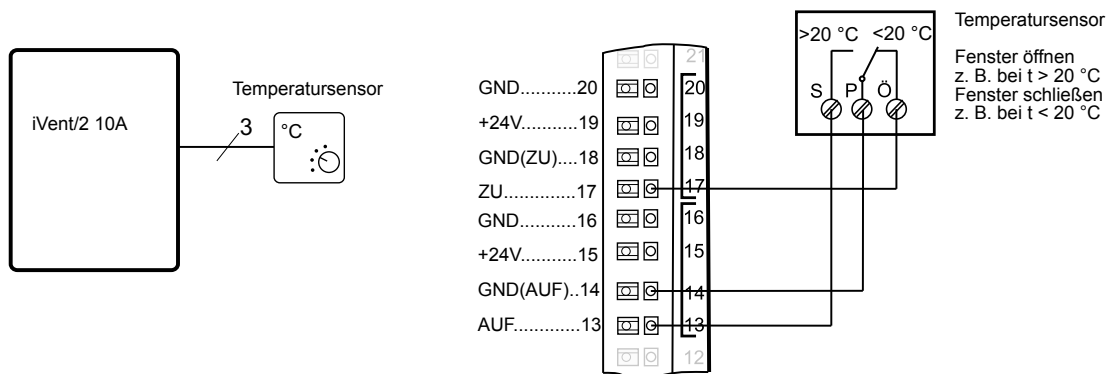 iVent/2 10A
3
Temperatursensor
°C
21
GND...........20
20
+24V...........19
19
GND(ZU)....18
18
ZU..............17
17
GND...........16
16
+24V...........15
15
GND(AUF)..14
14
AUF.............13
13
12
>20 °C <20 °C
S P Ö
Temperatursensor
Fenster öffnen
z. B. bei t > 20 °C
Fenster schließen
z. B. bei t < 20 °C